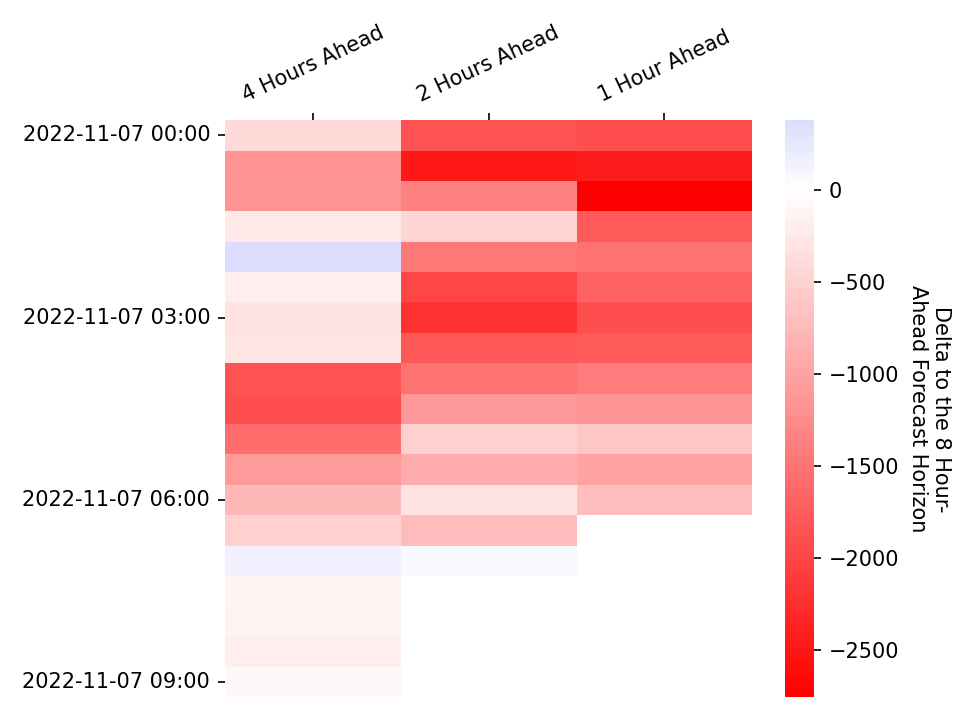 4 Hours Ahead
2 Hours Ahead
1 Hour Ahead
2022-11-07 00:00
2022-11-07 03:00
2022-11-07 06:00
2022-11-07 09:00
0
−500
−1000
−1500
−2000
−2500
Delta to the 8 Hour-
Ahead Forecast Horizon